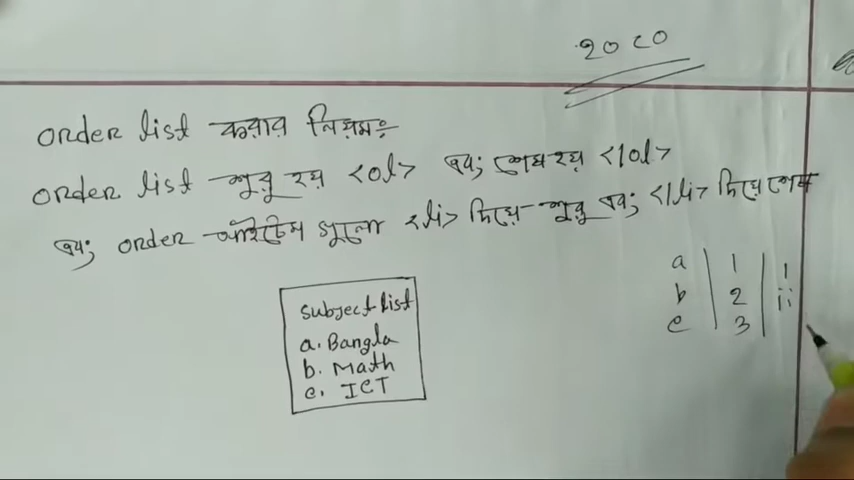 2০২০
order list করার নিয়মঃ
order list শুরু হয় <ol> এবং শেষ হয় </ol>
এবং order আইটেম গুলো <li> দিয়ে শুরু এবং </li> দিয়ে শেষ
a | 1 | i
b | 2 | ii
c | 3 |
Subject list
a. Bangla
b. Math
c. ICT